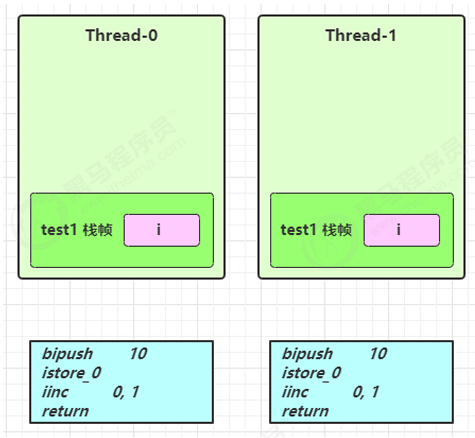 Thread-0
Thread-1
test1 栈帧
i
test1 栈帧
i
bipush 10
istore_0
iinc 0, 1
return
bipush 10
istore_0
iinc 0, 1
return